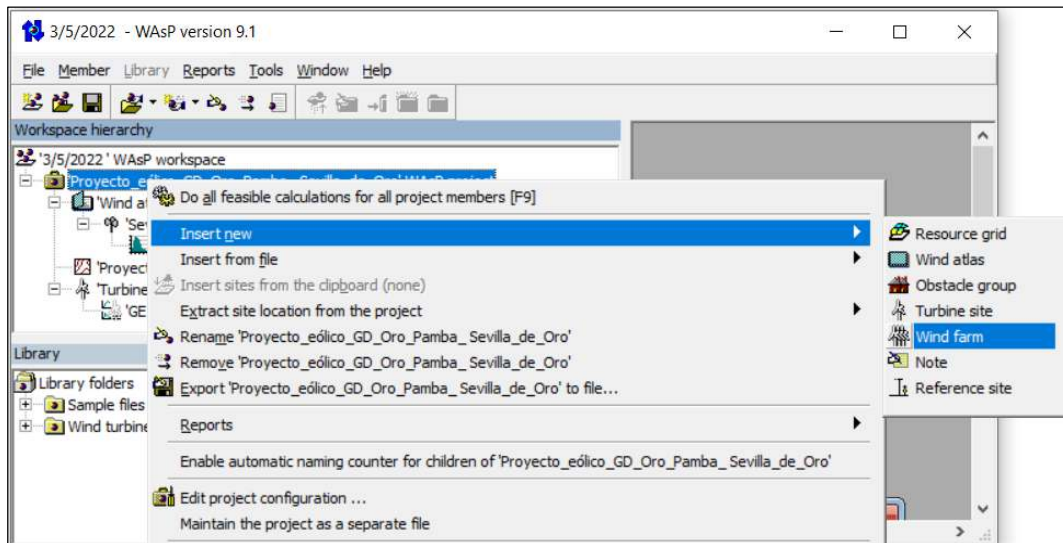 3/5/2022 - WAsP version 9.1
File Member Library Reports Tools Window Help
Workspace hierarchy
'3/5/2022 ' WAsP workspace
'Proyecto_eólico_GD_Oro_Pamba_ Sevilla_de_Oro' WAsP project
'Wind at
'Se
'Proyec
'Turbine
'GE
Do all feasible calculations for all project members [F9]
Insert new
Insert from file
Insert sites from the clipboard (none)
Extract site location from the project
Rename 'Proyecto_eólico_GD_Oro_Pamba_ Sevilla_de_Oro'
Remove 'Proyecto_eólico_GD_Oro_Pamba_ Sevilla_de_Oro'
Export 'Proyecto_eólico_GD_Oro_Pamba_ Sevilla_de_Oro' to file...
Reports
Enable automatic naming counter for children of 'Proyecto_eólico_GD_Oro_Pamba_ Sevilla_de_Oro'
Edit project configuration ...
Maintain the project as a separate file
Resource grid
Wind atlas
Obstacle group
Turbine site
Wind farm
Note
Reference site
Library
Library folders
Sample files
Wind turbine